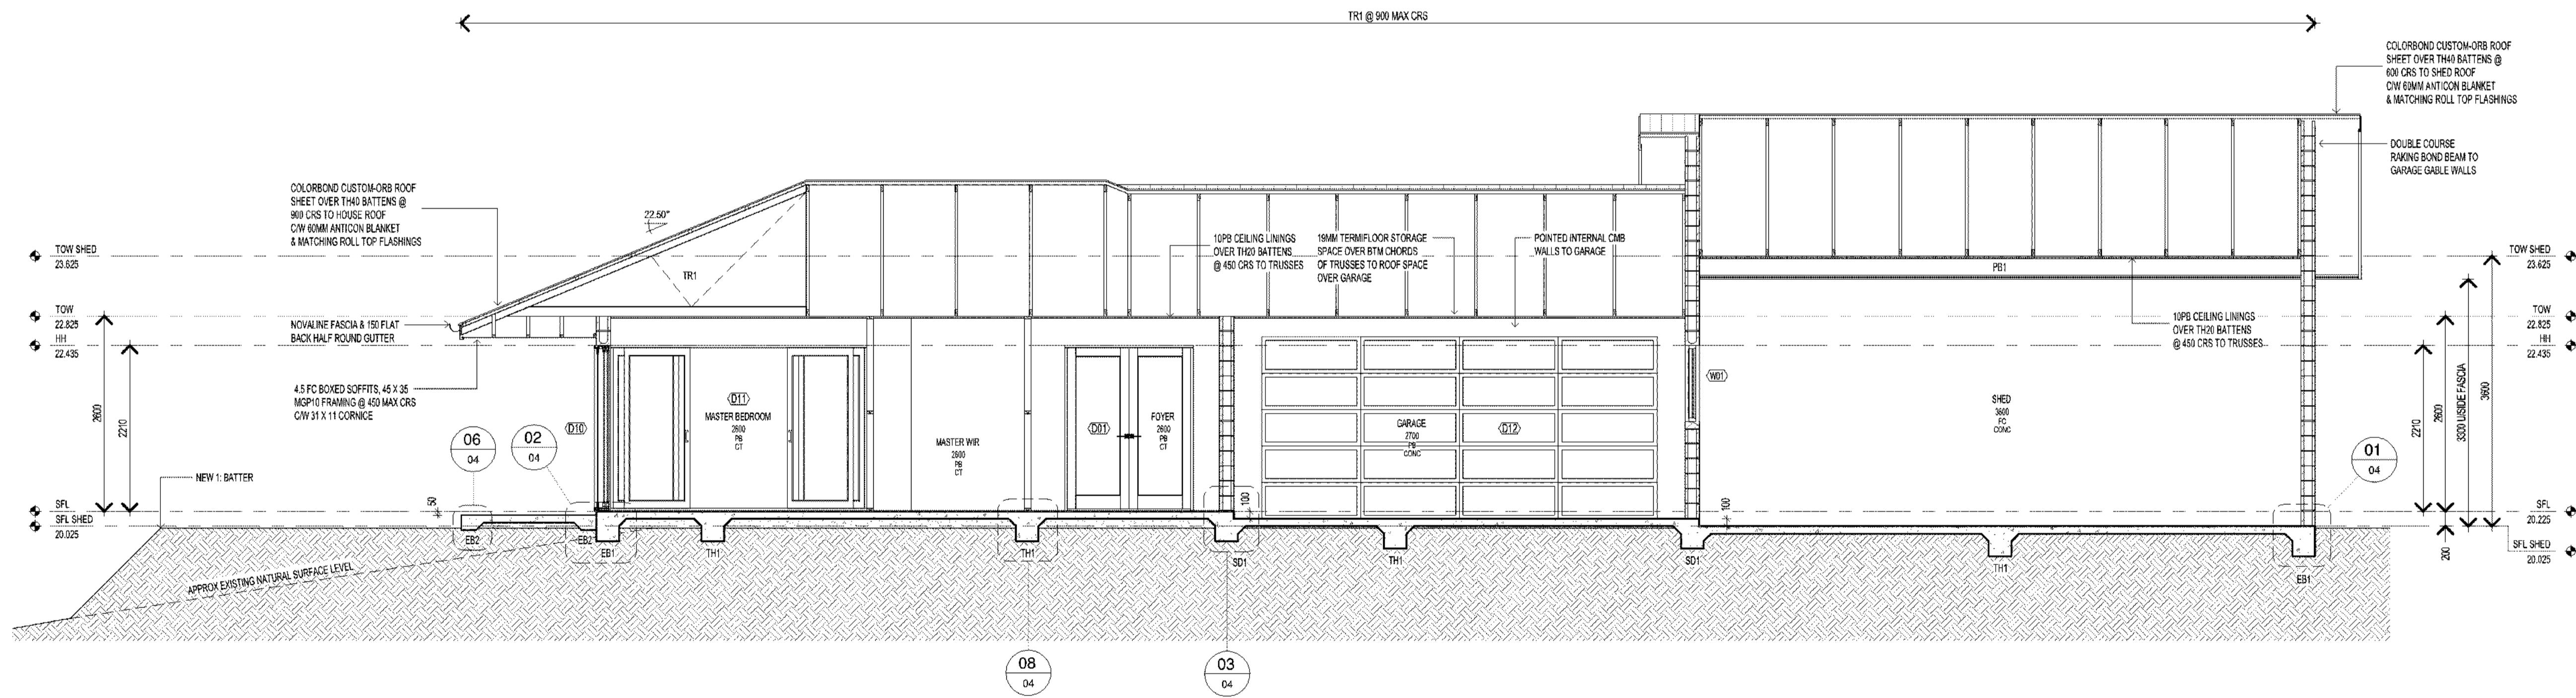 TR1 @ 900 MAX CRS
COLORBOND CUSTOM-ORB ROOF
SHEET OVER TH40 BATTENS @
600 CRS TO SHED ROOF
C/W 60MM ANTICON BLANKET
& MATCHING ROLL TOP FLASHINGS
DOUBLE COURSE
RAKING BOND BEAM TO
GARAGE GABLE WALLS
COLORBOND CUSTOM-ORB ROOF
SHEET OVER TH40 BATTENS @
900 CRS TO HOUSE ROOF
C/W 60MM ANTICON BLANKET
& MATCHING ROLL TOP FLASHINGS
22.50°
TR1
10PB CEILING LININGS
OVER TH20 BATTENS
@ 450 CRS TO TRUSSES
19MM TERMIFLOOR STORAGE
SPACE OVER BTM CHORDS
OF TRUSSES TO ROOF SPACE
OVER GARAGE
POINTED INTERNAL CMB
WALLS TO GARAGE
TOW SHED
23.625
TOW
22.825
HH
22.435
TOW SHED
23.625
TOW
22.825
HH
22.435
PB1
10PB CEILING LININGS
OVER TH20 BATTENS
@ 450 CRS TO TRUSSES
NOVALINE FASCIA & 150 FLAT
BACK HALF ROUND GUTTER
4.5 FC BOXED SOFFITS, 45 X 35
MGP10 FRAMING @ 450 MAX CRS
C/W 31 X 11 CORNICE
2600
2210
D10
D11
MASTER BEDROOM
2600
PB
CT
MASTER WIR
2600
PB
CT
D01
FOYER
2600
PB
CT
GARAGE
2700
PB
CONC
D12
W01
SHED
3600
FC
CONC
2210
2600
3300 U/SIDE FASCIA
3600
06
04
02
04
01
04
NEW 1: BATTER
50
100
100
SFL
SFL SHED
20.025
SFL
20.225
SFL SHED
20.025
200
EB2
EB2
EB1
TH1
TH1
SD1
TH1
SD1
TH1
EB1
APPROX EXISTING NATURAL SURFACE LEVEL
08
04
03
04